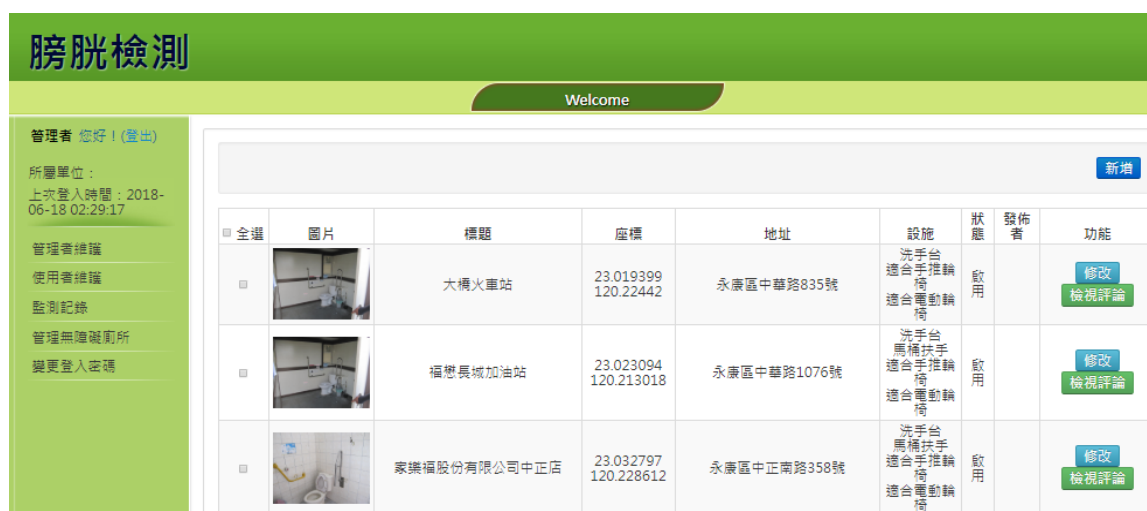 膀胱檢測
Welcome
管理者 您好！(登出)
所屬單位：
上次登入時間：2018-
06-18 02:29:17
管理者維護
使用者維護
監測記錄
管理無障礙廁所
變更登入密碼
新增
全選 圖片 標題 座標 地址 設施 狀態 發佈者 功能
大橋火車站
23.019399
120.22442
永康區中華路835號
洗手台
適合手推輪
椅
適合電動輪
椅
啟
用
修改
檢視評論
福懋長城加油站
23.023094
120.213018
永康區中華路1076號
洗手台
馬桶扶手
適合手推輪
椅
適合電動輪
椅
啟
用
修改
檢視評論
家樂福股份有限公司中正店
23.032797
120.228612
永康區中正南路358號
洗手台
馬桶扶手
適合手推輪
椅
適合電動輪
椅
啟
用
修改
檢視評論